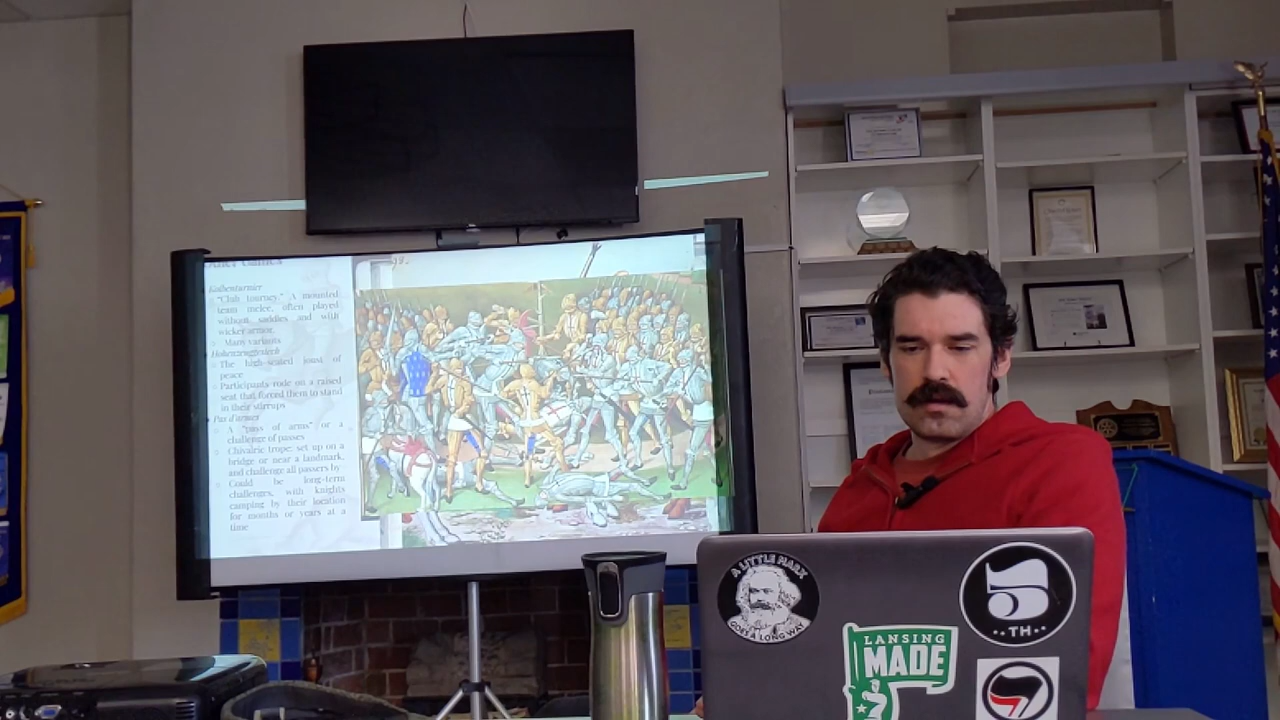 Other Games
Kolbenturnier
"Club tourney." A mounted
team melee, often played
without saddles and with
wicker armor.
Many variants
Hohenzeuggestech
The high-seated joust of
peace
Participants rode on a raised
seat that forced them to stand
in their stirrups
Pas d'armes
A "pass of arms" or a
challenge of passes
Chivalric trope: set up on a
bridge or near a landmark,
and challenge all passers by
Could be long-term
challenges, with knights
camping by their location
for months or years at a
time
A LITTLE MARX
GOES A LONG WAY
5
TH
LANSING
MADE